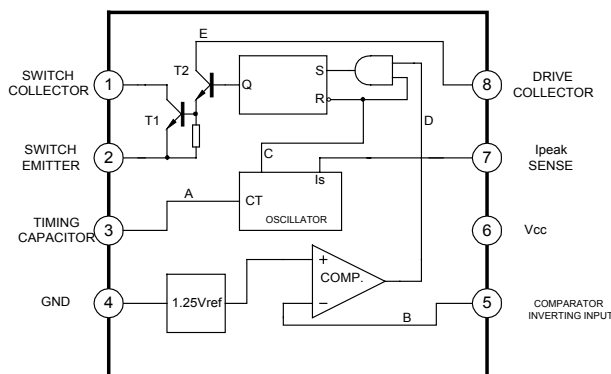 E
SWITCH
COLLECTOR
1
T2
Q
S
R
8
DRIVE
COLLECTOR
T1
D
SWITCH
EMITTER
2
C
7
Ipeak
SENSE
Is
A
CT
OSCILLATOR
TIMING
CAPACITOR
3
6
Vcc
GND
4
1.25Vref
+
COMP.
−
B
5
COMPARATOR
INVERTING INPUT